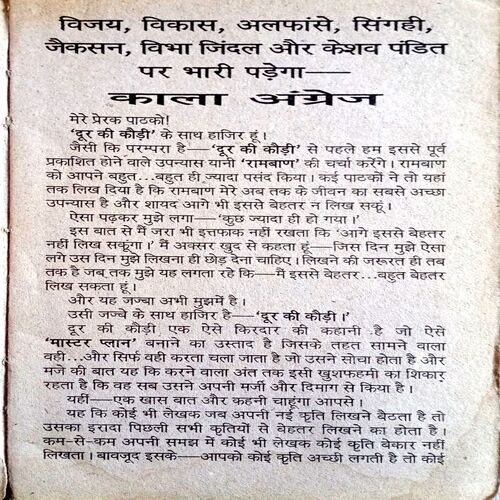 विजय, विकास, अलफांसे, सिंगही,
जैकसन, विभा जिंदल और केशव पंडित
पर भारी पड़ेगा—
काला अंग्रेज
मेरे प्रेरक पाठको!
'दूर की कौड़ी' के साथ हाजिर हूं।
जैसी कि परम्परा है—'दूर की कौड़ी' से पहले हम इससे पूर्व
प्रकाशित होने वाले उपन्यास यानी 'रामबाण' की चर्चा करेंगे। रामबाण
को आपने बहुत...बहुत ही ज्यादा पसंद किया। कई पाठकों ने तो यहां
तक लिख दिया है कि रामबाण मेरे अब तक के जीवन का सबसे अच्छा
उपन्यास है और शायद आगे भी इससे बेहतर न लिख सकूं।
ऐसा पढ़कर मुझे लगा—'कुछ ज्यादा ही हो गया।'
इस बात से मैं जरा भी इत्तफाक नहीं रखता कि 'आगे इससे बेहतर
नहीं लिख सकूंगा।' मैं अक्सर खुद से कहता हूं—जिस दिन मुझे ऐसा
लगे उस दिन मुझे लिखना ही छोड़ देना चाहिए। लिखने की जरूरत ही तब
तक है जब तक मुझे यह लगता रहे कि—मैं इससे बेहतर...बहुत बेहतर
लिख सकता हूं।
और यह जज्बा अभी मुझमें है।
उसी जज्बे के साथ हाजिर है—'दूर की कौड़ी।'
दूर की कौड़ी एक ऐसे किरदार की कहानी है जो ऐसे
'मास्टर प्लान' बनाने का उस्ताद है जिसके तहत सामने वाला
वही...और सिर्फ वही करता चला जाता है जो उसने सोचा होता है और
मजे की बात यह कि करने वाला अंत तक इसी खुशफहमी का शिकार
रहता है कि वह सब उसने अपनी मर्जी और दिमाग से किया है।
यहीं—एक खास बात और कहनी चाहूंगा आपसे।
यह कि कोई भी लेखक जब अपनी नई कृति लिखने बैठता है तो
उसका इरादा पिछली सभी कृतियों से बेहतर लिखने का होता है।
कम-से-कम अपनी समझ में कोई भी लेखक कोई कृति बेकार नहीं
लिखता। बावजूद इसके—आपको कोई कृति अच्छी लगती है तो कोई